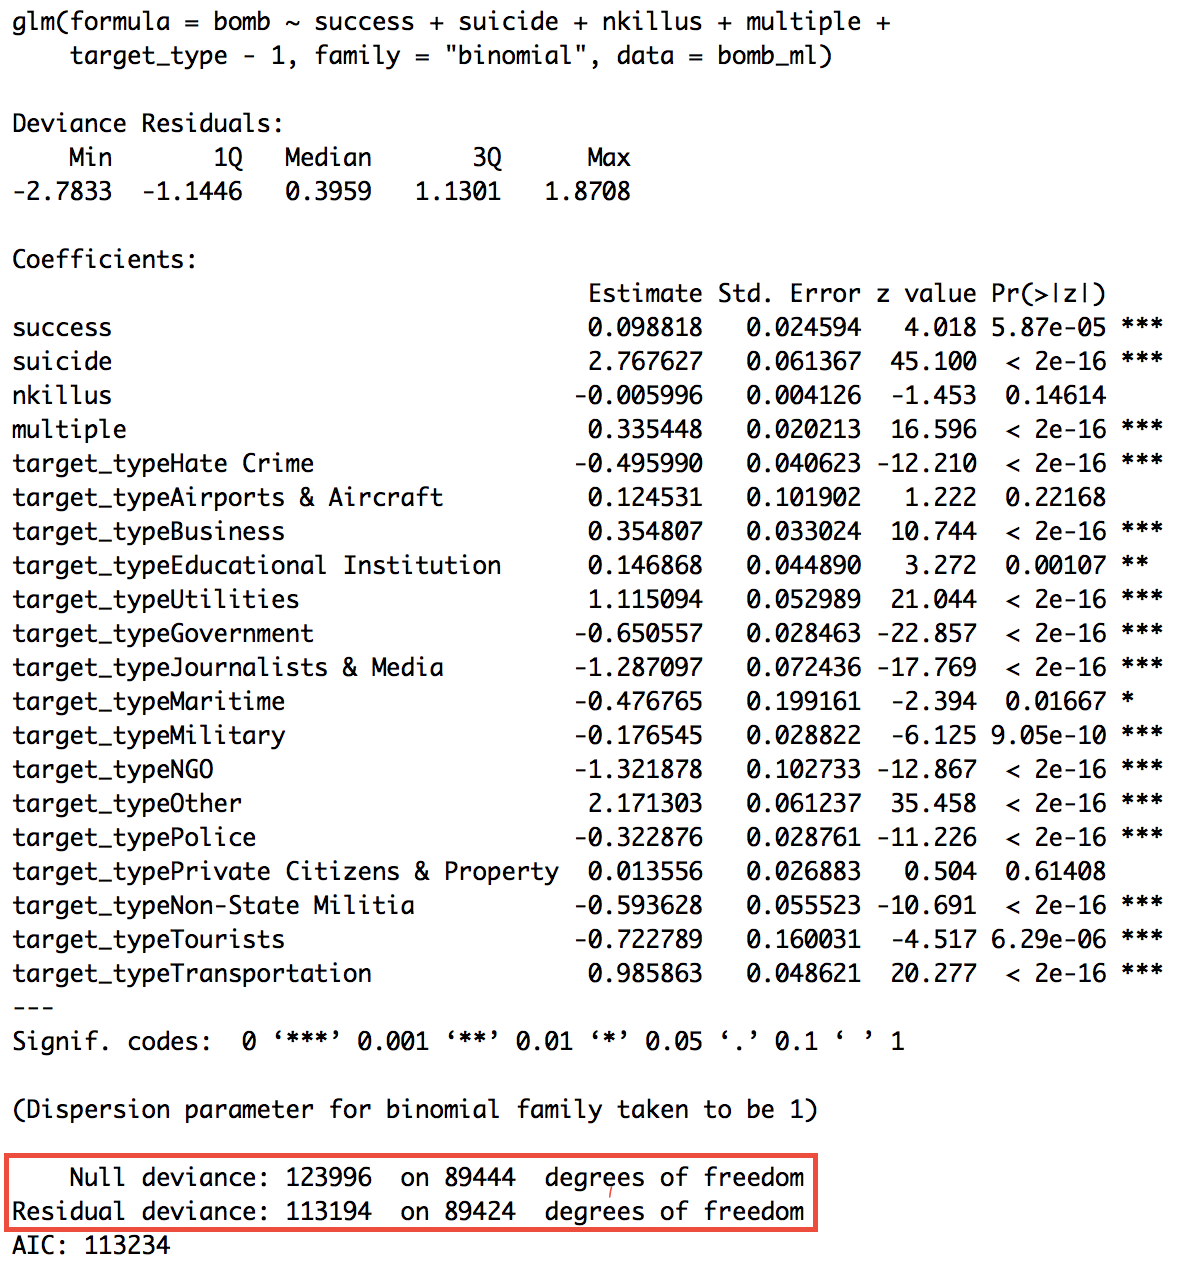 glm(formula = bomb ~ success + suicide + nkillus + multiple +
    target_type - 1, family = "binomial", data = bomb_ml)

Deviance Residuals:
    Min       1Q   Median       3Q      Max
-2.7833  -1.1446   0.3959   1.1301   1.8708

Coefficients:
                                        Estimate Std. Error z value Pr(>|z|)
success                                 0.098818   0.024594   4.018 5.87e-05 ***
suicide                                 2.767627   0.061367  45.100  < 2e-16 ***
nkillus                                -0.005996   0.004126  -1.453  0.14614
multiple                                0.335448   0.020213  16.596  < 2e-16 ***
target_typeHate Crime                  -0.495990   0.040623 -12.210  < 2e-16 ***
target_typeAirports & Aircraft          0.124531   0.101902   1.222  0.22168
target_typeBusiness                     0.354807   0.033024  10.744  < 2e-16 ***
target_typeEducational Institution      0.146868   0.044890   3.272  0.00107 **
target_typeUtilities                    1.115094   0.052989  21.044  < 2e-16 ***
target_typeGovernment                  -0.650557   0.028463 -22.857  < 2e-16 ***
target_typeJournalists & Media         -1.287097   0.072436 -17.769  < 2e-16 ***
target_typeMaritime                    -0.476765   0.199161  -2.394  0.01667 *
target_typeMilitary                    -0.176545   0.028822  -6.125 9.05e-10 ***
target_typeNGO                         -1.321878   0.102733 -12.867  < 2e-16 ***
target_typeOther                        2.171303   0.061237  35.458  < 2e-16 ***
target_typePolice                      -0.322876   0.028761 -11.226  < 2e-16 ***
target_typePrivate Citizens & Property  0.013556   0.026883   0.504  0.61408
target_typeNon-State Militia           -0.593628   0.055523 -10.691  < 2e-16 ***
target_typeTourists                    -0.722789   0.160031  -4.517 6.29e-06 ***
target_typeTransportation               0.985863   0.048621  20.277  < 2e-16 ***
---
Signif. codes:  0 ‘***’ 0.001 ‘**’ 0.01 ‘*’ 0.05 ‘.’ 0.1 ‘ ’ 1

(Dispersion parameter for binomial family taken to be 1)

    Null deviance: 123996  on 89444  degrees of freedom
Residual deviance: 113194  on 89424  degrees of freedom
AIC: 113234